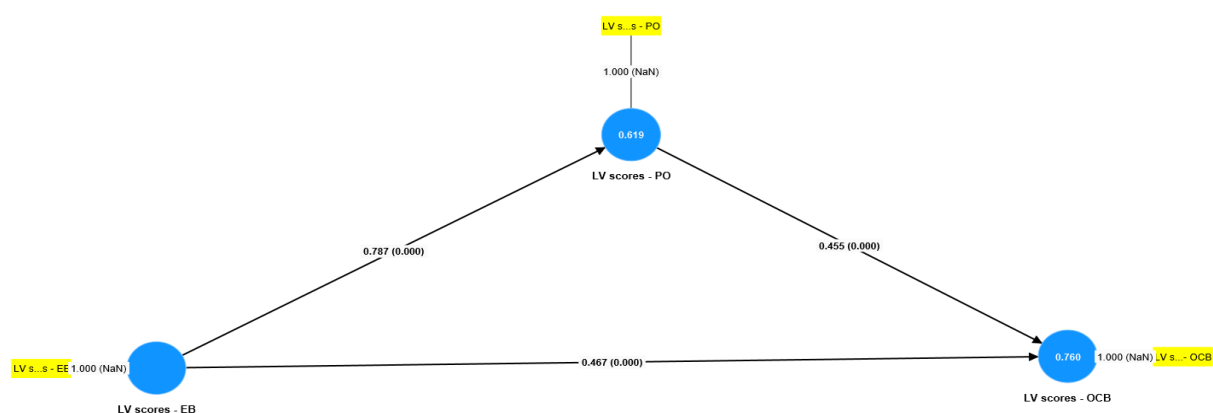 LV s...s - PO
1.000 (NaN)
0.619
LV scores - PO
0.787 (0.000)
0.455 (0.000)
LV s...s - EB
1.000 (NaN)
0.467 (0.000)
0.760
1.000 (NaN)
LV s...- OCB
LV scores - EB
LV scores - OCB